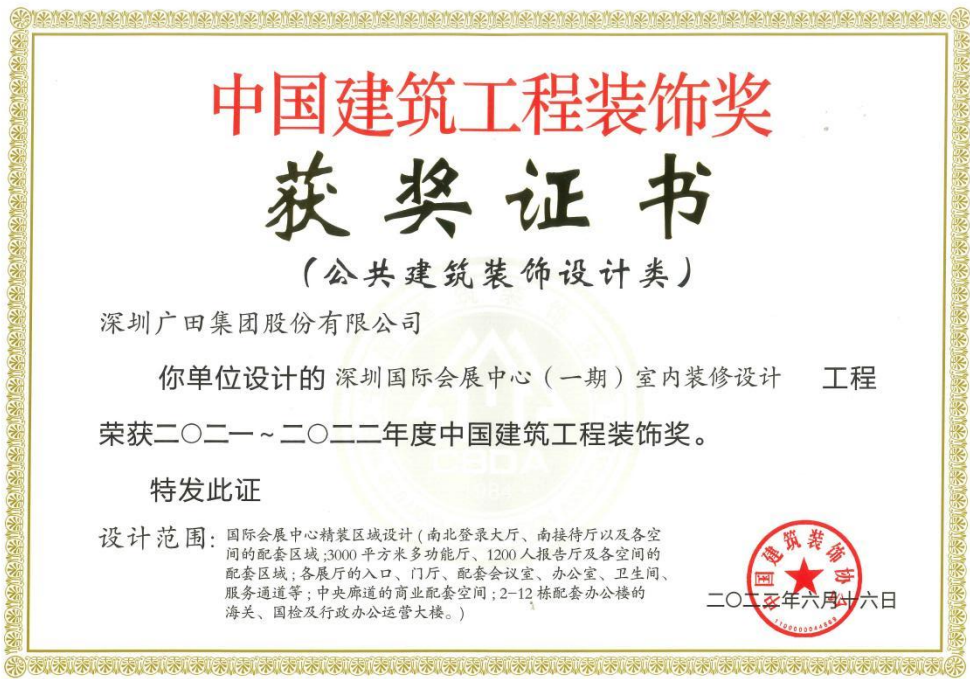 中国建筑工程装饰奖
获奖证书
(公共建筑装饰设计类)
深圳广田集团股份有限公司
你单位设计的 深圳国际会展中心(一期)室内装修设计 工程
荣获二〇二一~二〇二二年度中国建筑工程装饰奖。
特发此证
设计范围:国际会展中心精装区域设计(南北登录大厅、南接待厅以及各空
间的配套区域;3000平方米多功能厅、1200人报告厅及各空间的
配套区域;各展厅的入口、门厅、配套会议室、办公室、卫生间、
服务通道等;中央廊道的商业配套空间;2-12栋配套办公楼的
海关、国检及行政办公运营大楼。)
中国建筑装饰协会
二〇二三年六月十六日